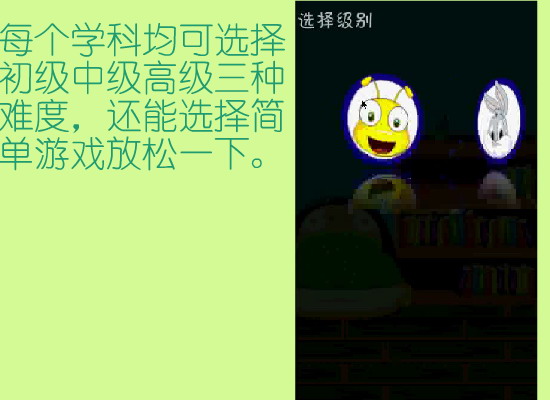 每个学科均可选择
初级中级高级三种
难度，还能选择简
单游戏放松一下。
选择级别